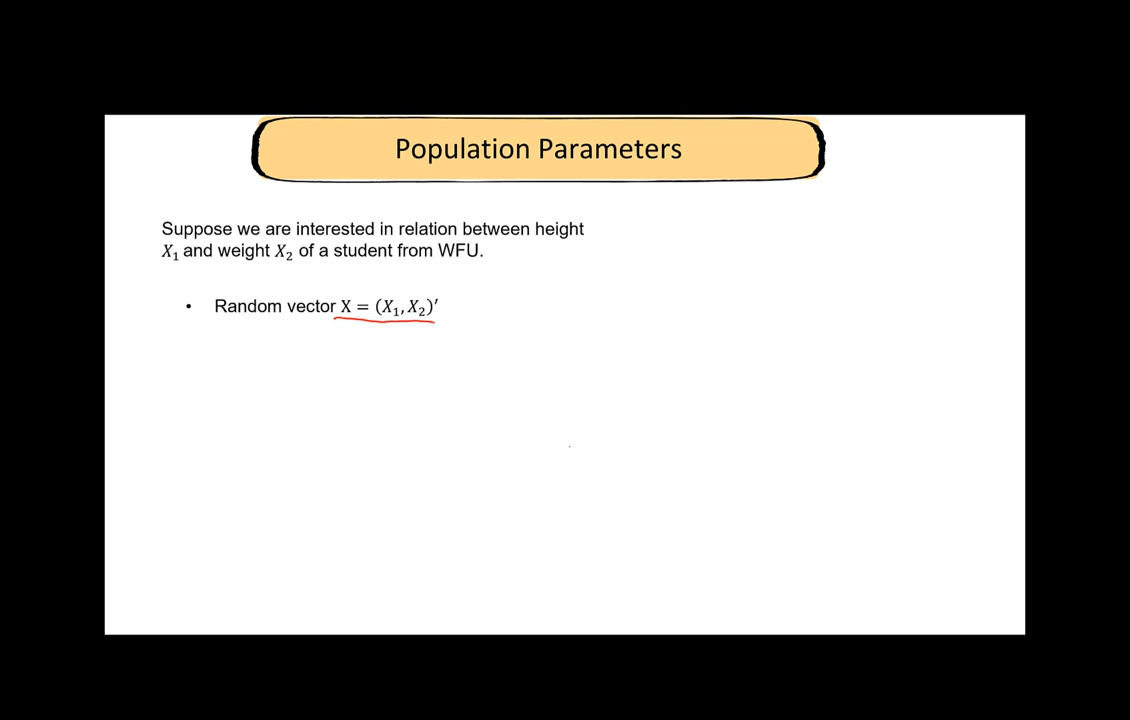 Population Parameters
Suppose we are interested in relation between height
X₁ and weight X₂ of a student from WFU.
• Random vector X = (X₁, X₂)′